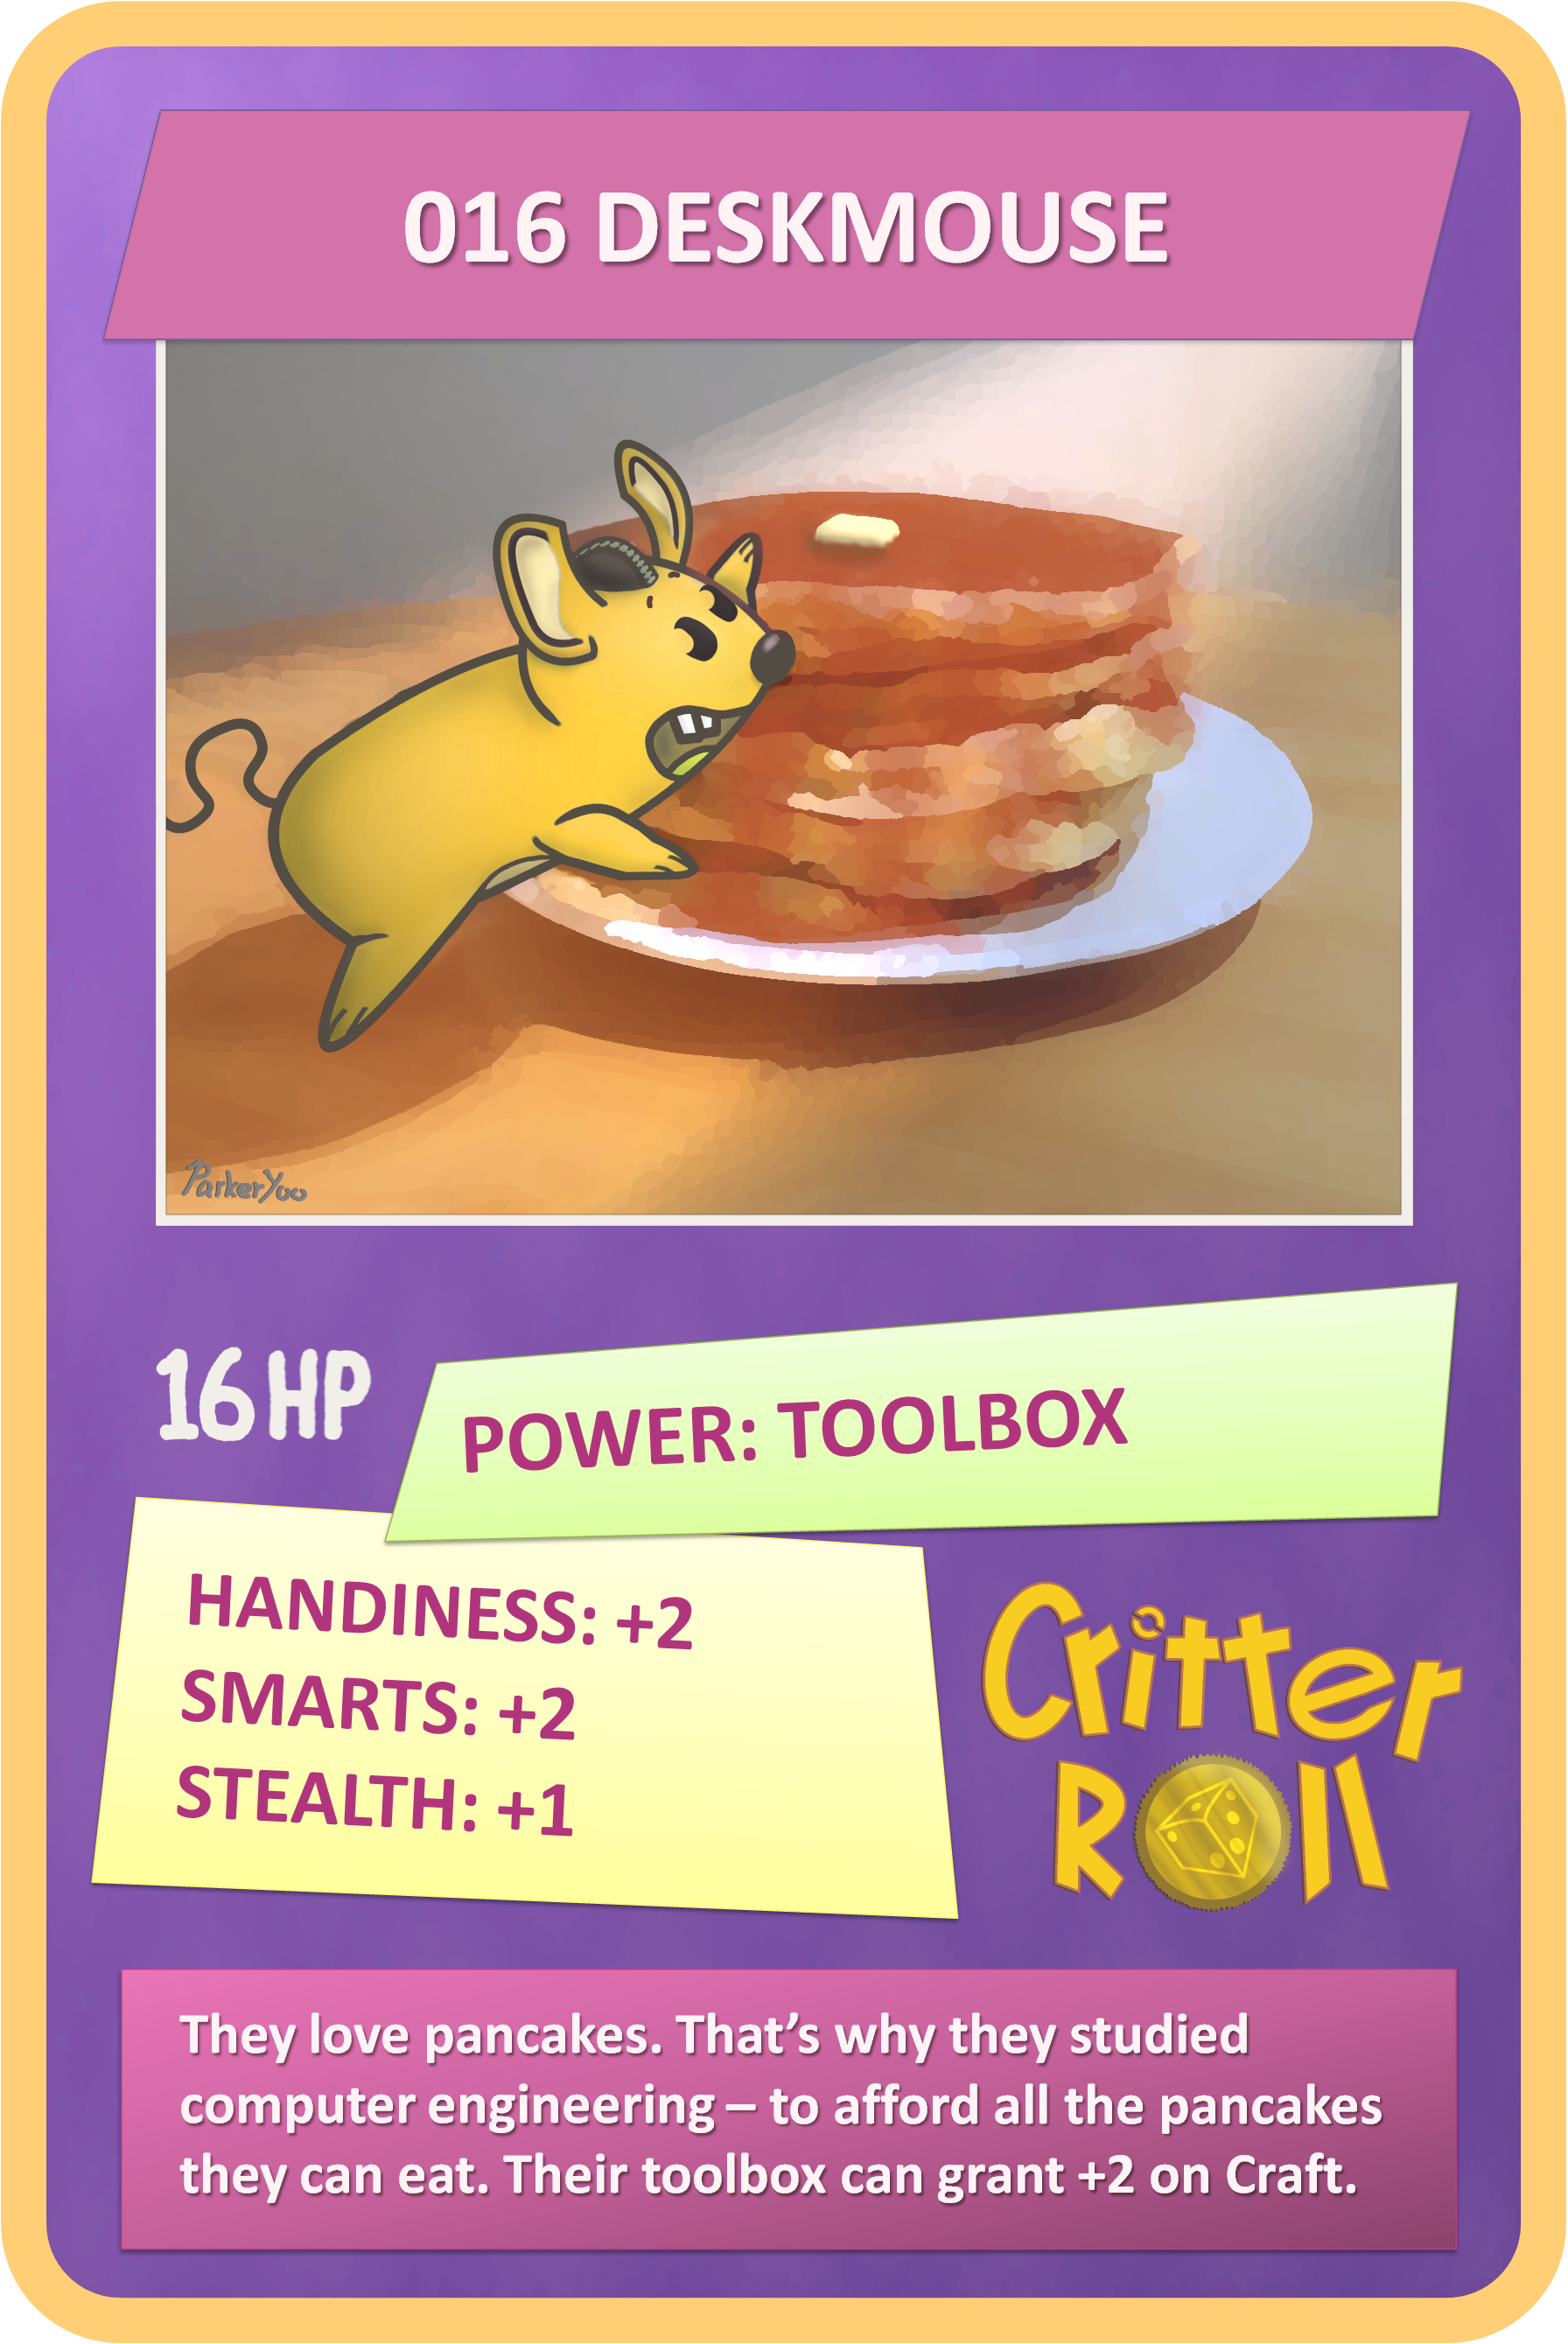 016 DESKMOUSE
ParkerYoo
16 HP
POWER: TOOLBOX
HANDINESS: +2
SMARTS: +2
STEALTH: +1
Critter
Roll
They love pancakes. That’s why they studied
computer engineering – to afford all the pancakes
they can eat. Their toolbox can grant +2 on Craft.